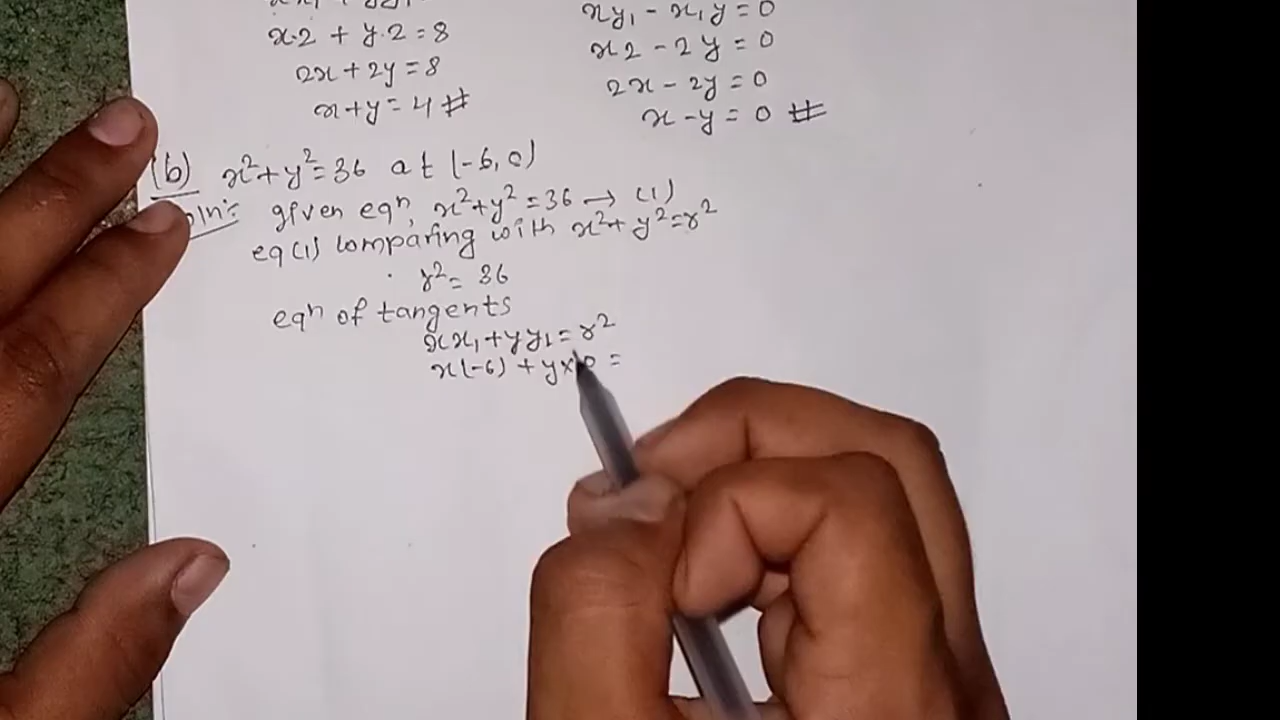 x·2 + y·2 = 8
2x + 2y = 8
x + y = 4 #
xy₁ - x₁y = 0
x2 - 2y = 0
2x - 2y = 0
x - y = 0 #
(b) x² + y² = 36 at (-6, 0)
given eqⁿ, x² + y² = 36 → (1)
eq (1) comparing with x² + y² = r²
r² = 36
eqⁿ of tangents
xx₁ + yy₁ = r²
x(-6) + y×0 =